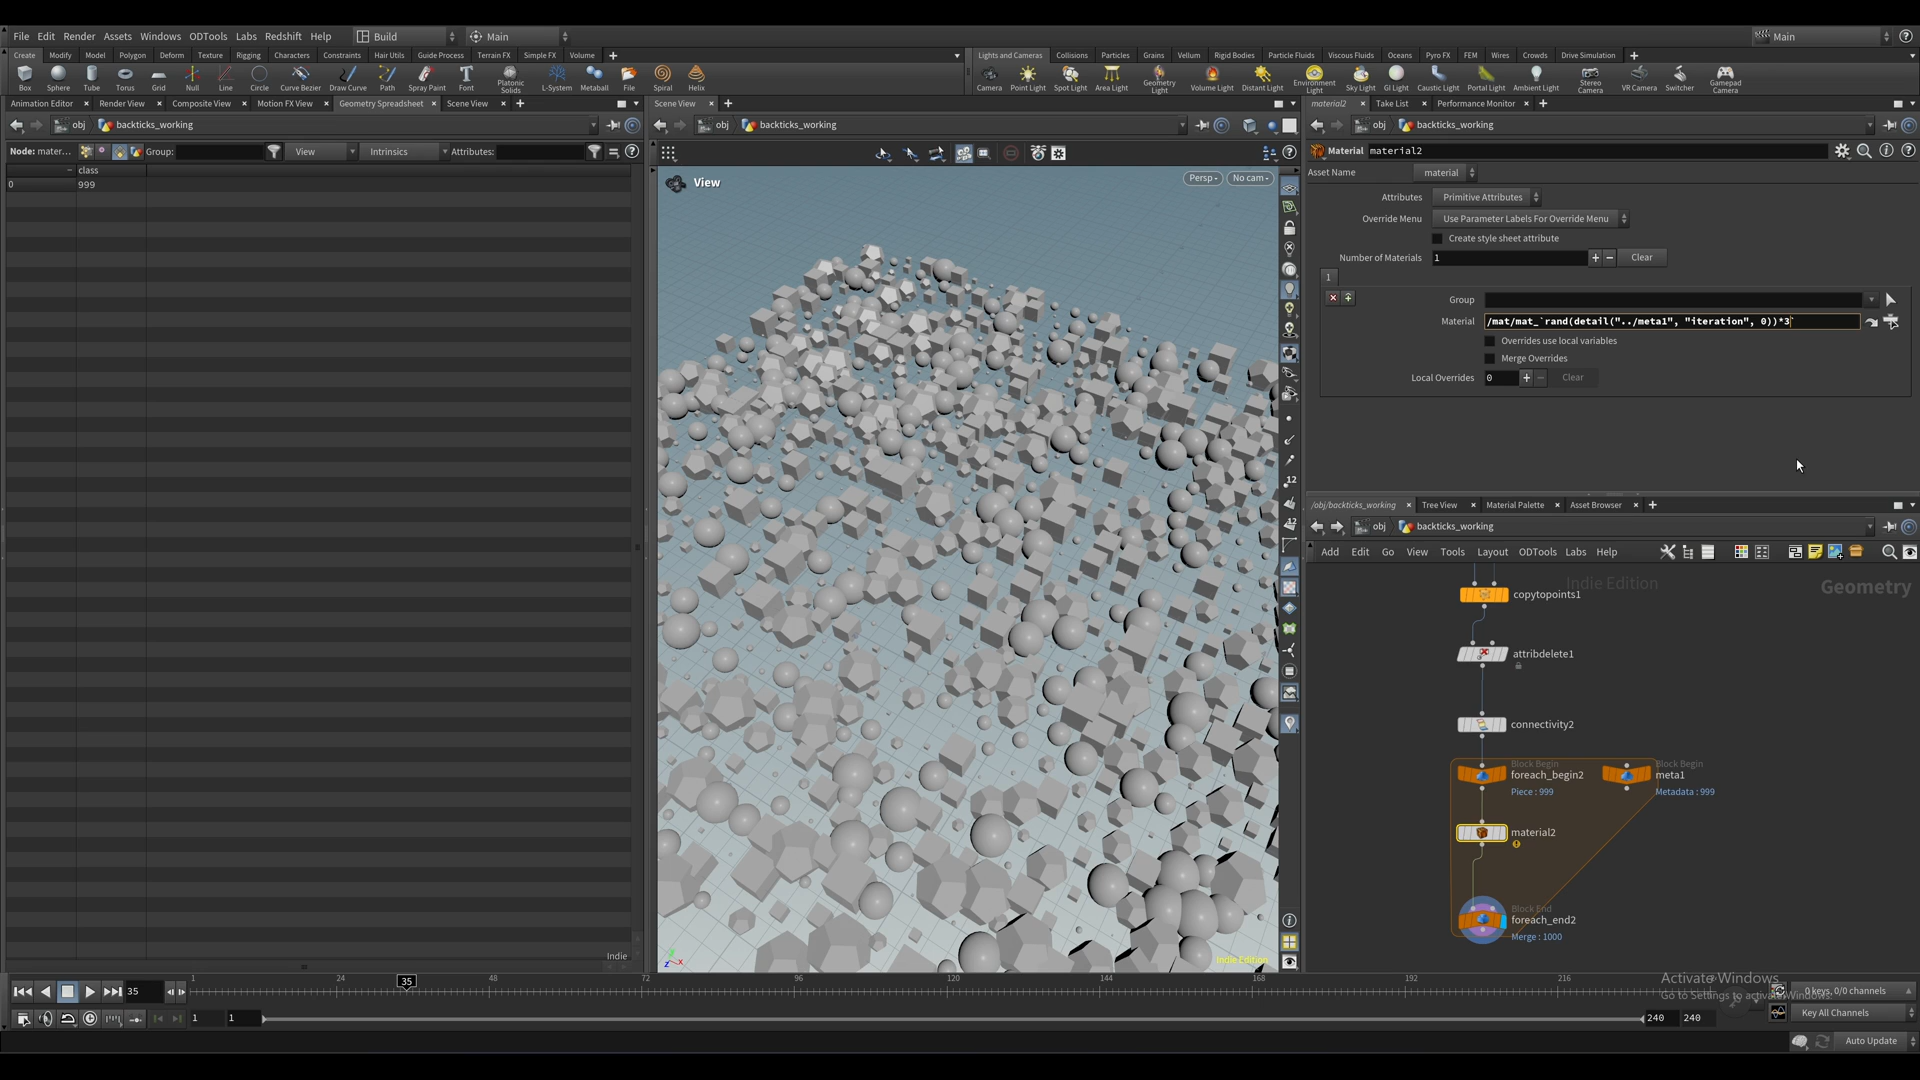 File Edit Render Assets Windows ODTools Labs Redshift Help Build Main Main
Create Modify Model Polygon Deform Texture Rigging Characters Constraints Hair Utils Guide Process Terrain FX Simple FX Volume
Lights and Cameras Collisions Particles Grains Vellum Rigid Bodies Particle Fluids Viscous Fluids Oceans Pyro FX FEM Wires Crowds Drive Simulation
Box Sphere Tube Torus Grid Null Line Circle Curve Bezier Draw Curve Path Spray Paint Font Platonic Solids L-System Metaball File Spiral Helix
Camera Point Light Spot Light Area Light Geometry Light Volume Light Distant Light Environment Light Sky Light GI Light Caustic Light Portal Light Ambient Light Stereo Camera VR Camera Switcher Gamepad Camera
Animation Editor Render View Composite View Motion FX View Geometry Spreadsheet Scene View
Scene View
material2 Take List Performance Monitor
obj backticks_working
obj backticks_working
obj backticks_working
Node: mater... Group: View Intrinsics Attributes:
class
0 999
Indie
View
Persp No cam
Indie Edition
Material material2
Asset Name material
Attributes Primitive Attributes
Override Menu Use Parameter Labels For Override Menu
Create style sheet attribute
Number of Materials 1 Clear
1
Group
Material /mat/mat_`rand(detail("../meta1", "iteration", 0))*3`
Overrides use local variables
Merge Overrides
Local Overrides 0 Clear
/obj/backticks_working Tree View Material Palette Asset Browser
obj backticks_working
Add Edit Go View Tools Layout ODTools Labs Help
Indie Edition
Geometry
copytopoints1
attribdelete1
connectivity2
Block Begin
foreach_begin2
Piece : 999
Block Begin
meta1
Metadata : 999
material2
Block End
foreach_end2
Merge : 1000
35
1 24 35 48 72 96 120 144 168 192 216
1 1 240 240
Activate Windows
Go to Settings to activate Windows.
0 keys, 0/0 channels
Key All Channels
Auto Update